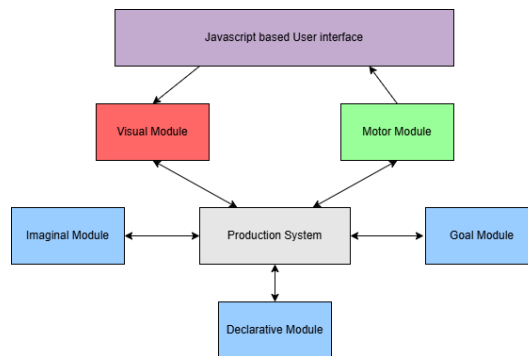 Javascript based User interface
Visual Module
Motor Module
Imaginal Module
Production System
Goal Module
Declarative Module